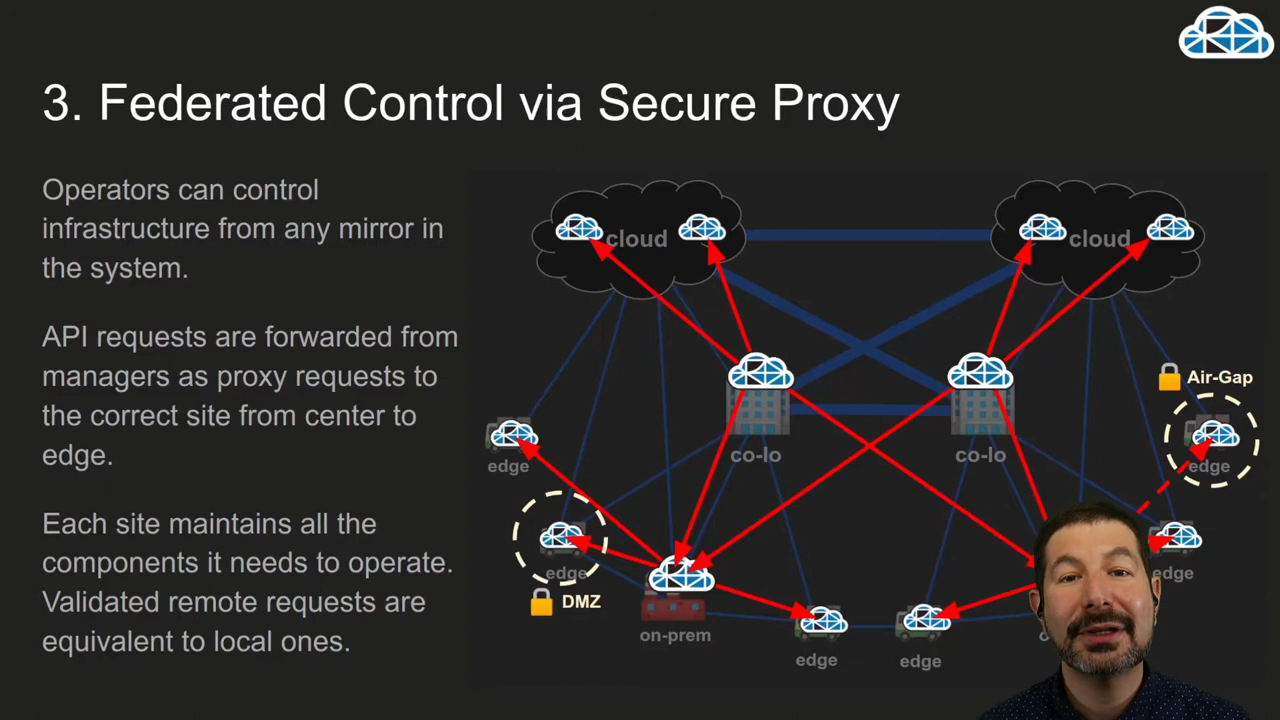 3. Federated Control via Secure Proxy
Operators can control
infrastructure from any mirror in
the system.
API requests are forwarded from
managers as proxy requests to
the correct site from center to
edge.
Each site maintains all the
components it needs to operate.
Validated remote requests are
equivalent to local ones.
cloud
cloud
Air-Gap
edge
co-lo
co-lo
edge
edge
DMZ
edge
on-prem
edge
edge